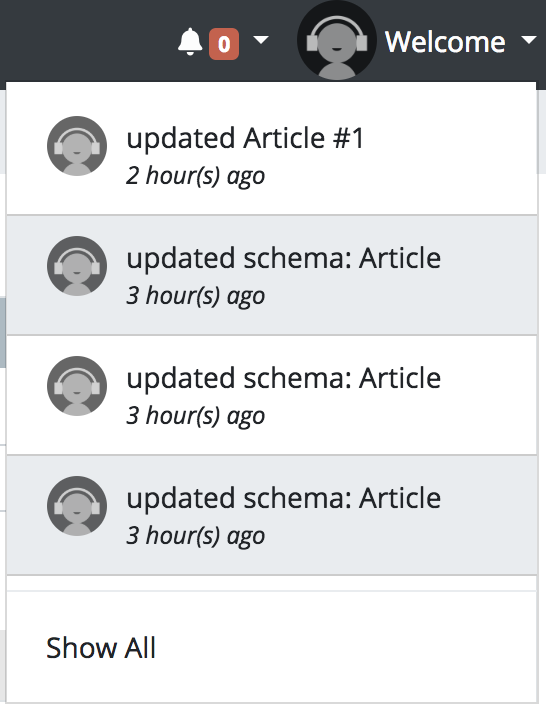 0
Welcome
updated Article #1
2 hour(s) ago
updated schema: Article
3 hour(s) ago
updated schema: Article
3 hour(s) ago
updated schema: Article
3 hour(s) ago
Show All